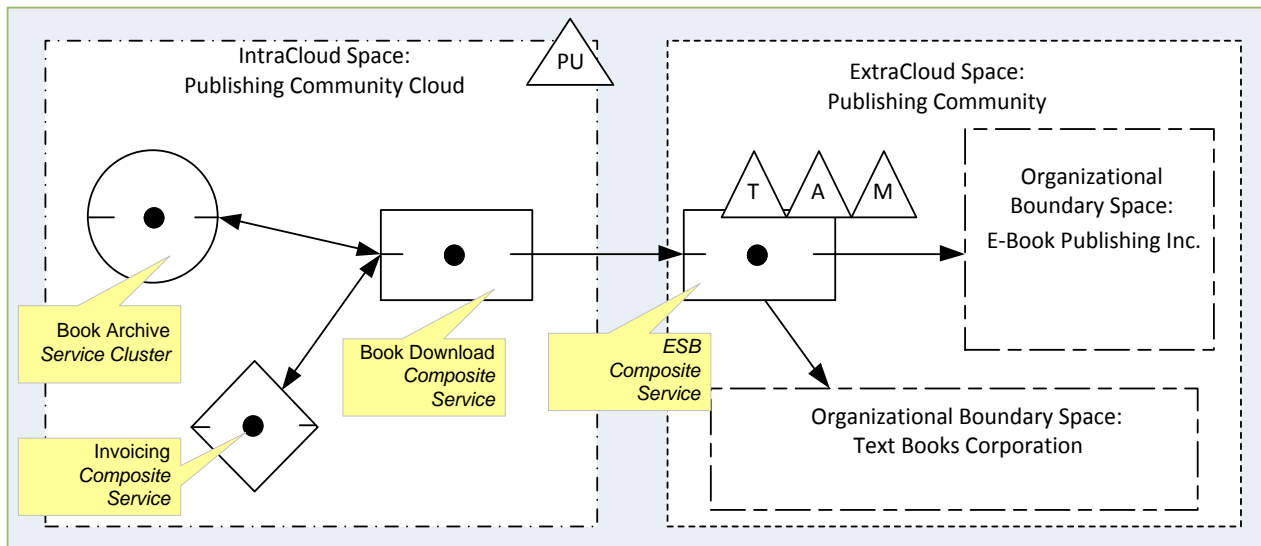 IntraCloud Space:
Publishing Community Cloud
PU
ExtraCloud Space:
Publishing Community
T
A
M
Organizational
Boundary Space:
E-Book Publishing Inc.
Book Archive
Service Cluster
Book Download
Composite
Service
ESB
Composite
Service
Invoicing
Composite
Service
Organizational Boundary Space:
Text Books Corporation